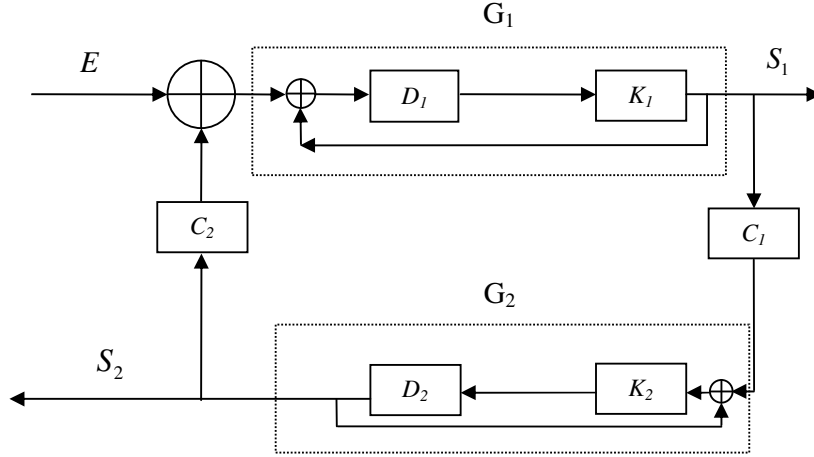 G₁
E
S₁
D₁
K₁
C₂
C₁
G₂
S₂
D₂
K₂